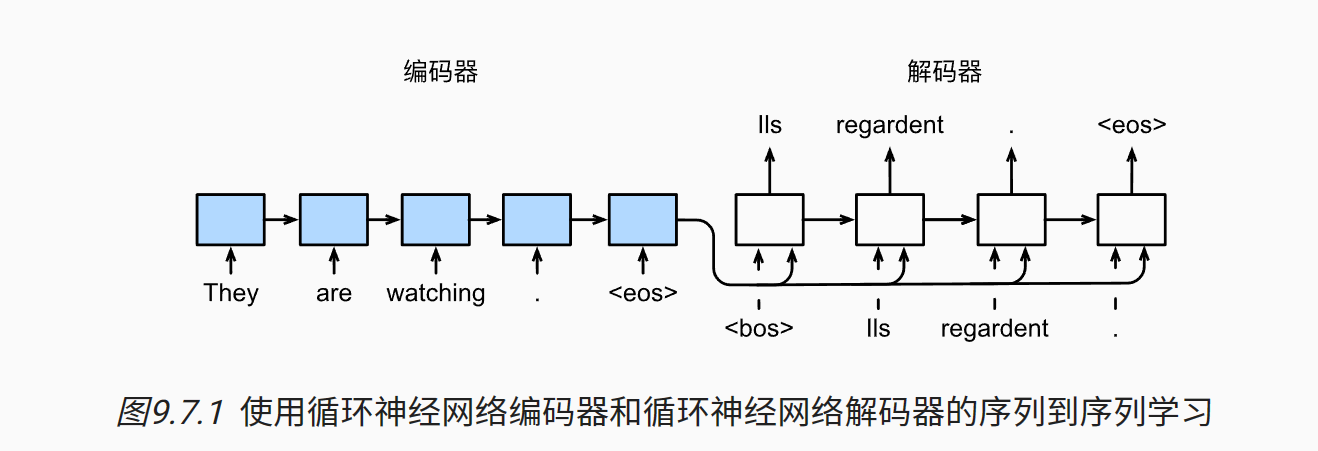 编码器 解码器
Ils regardent . <eos>
They are watching . <eos>
<bos> Ils regardent .
图9.7.1 使用循环神经网络编码器和循环神经网络解码器的序列到序列学习